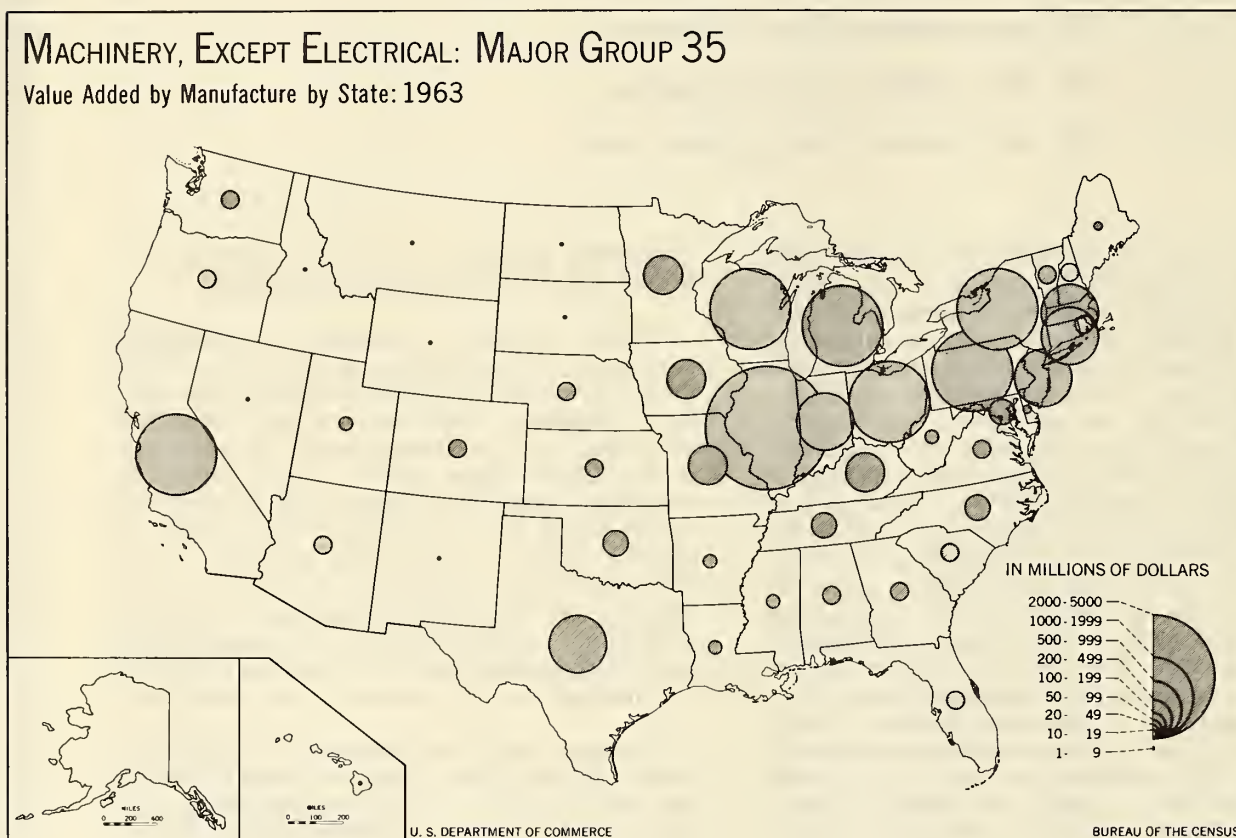 MACHINERY, EXCEPT ELECTRICAL: MAJOR GROUP 35
Value Added by Manufacture by State: 1963
IN MILLIONS OF DOLLARS
2000 - 5000
1000 - 1999
500 - 999
200 - 499
100 - 199
50 - 99
20 - 49
10 - 19
1 - 9
MILES
0 200 400
MILES
0 100 200
U. S. DEPARTMENT OF COMMERCE
BUREAU OF THE CENSUS